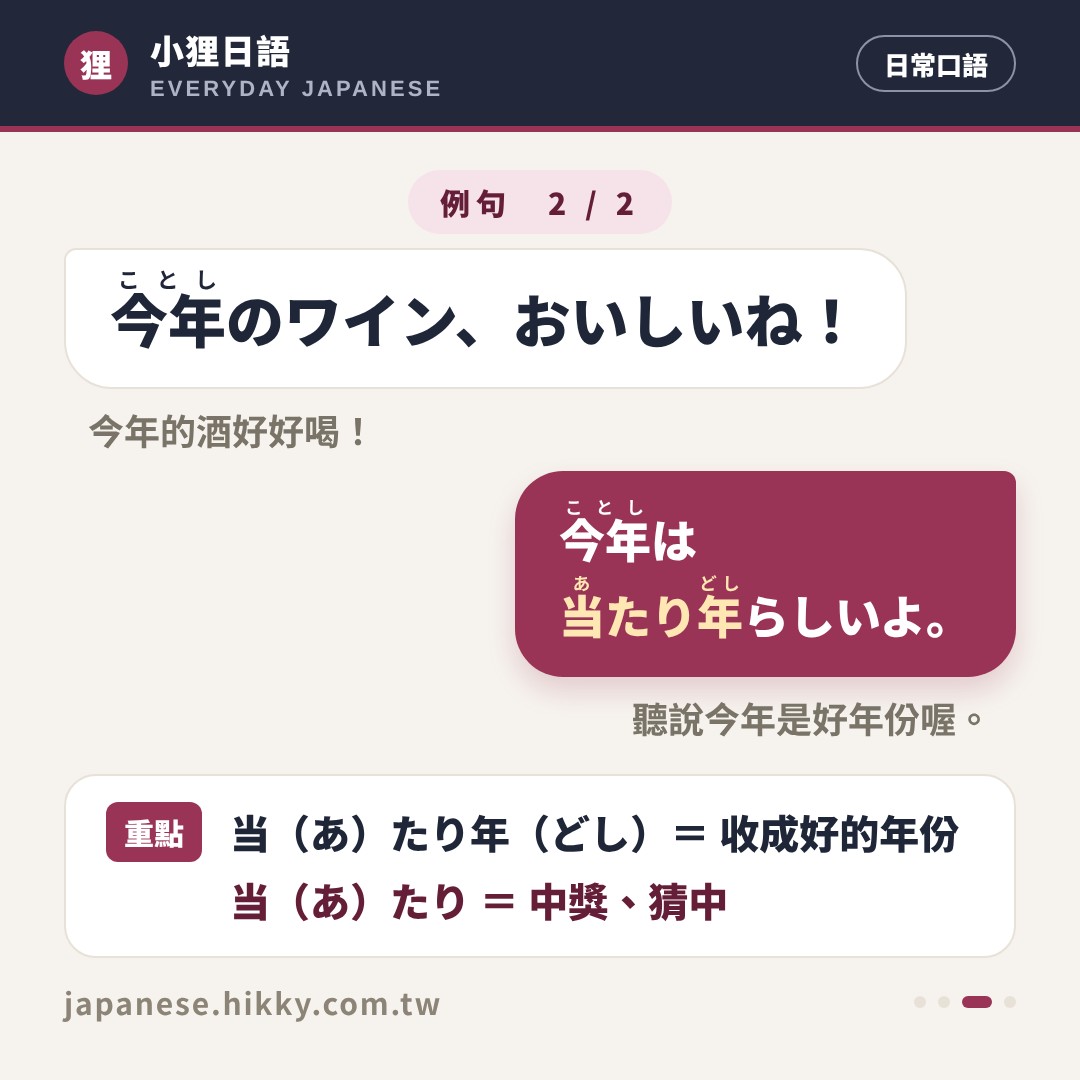 狸
小狸日語
EVERYDAY JAPANESE
日常口語
例句 2 / 2
ことし
今年のワイン、おいしいね！
今年的酒好好喝！
ことし
今年は
あ どし
当たり年らしいよ。
聽說今年是好年份喔。
重點
当（あ）たり年（どし）＝ 收成好的年份
当（あ）たり ＝ 中獎、猜中
japanese.hikky.com.tw